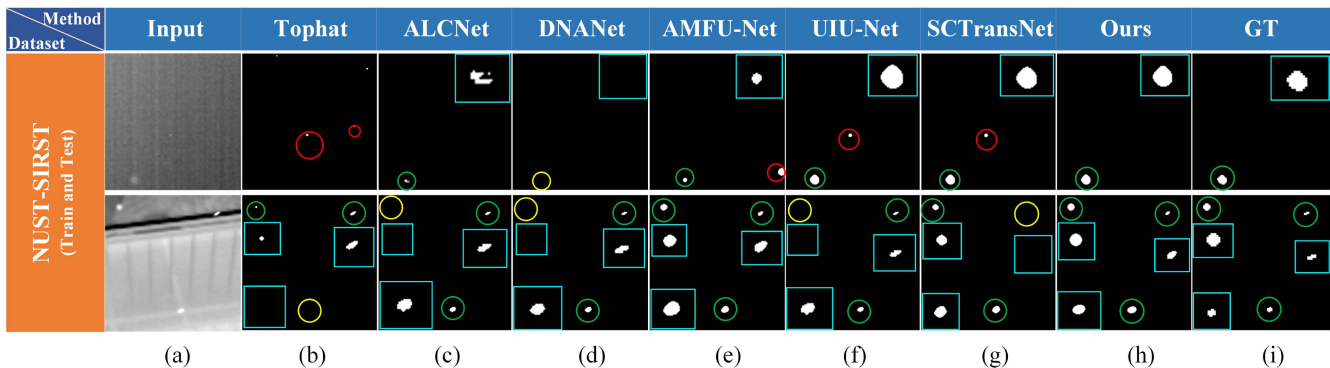 Method
Dataset
Input
Tophat
ALCNet
DNANet
AMFU-Net
UIU-Net
SCTransNet
Ours
GT
NUST-SIRST
(Train and Test)
(a)
(b)
(c)
(d)
(e)
(f)
(g)
(h)
(i)